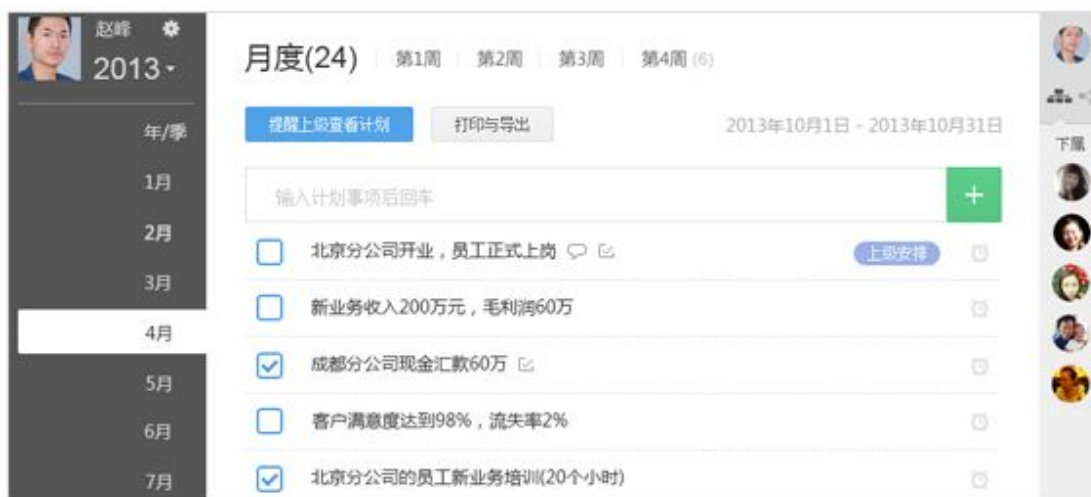 赵峰
2013
年/季
1月
2月
3月
4月
5月
6月
7月
月度(24) 第1周 第2周 第3周 第4周 (6)
提醒上级查看计划 打印与导出 2013年10月1日 - 2013年10月31日
输入计划事项后回车
+
北京分公司开业，员工正式上岗 上级安排
新业务收入200万元，毛利润60万
成都分公司现金汇款60万
客户满意度达到98%，流失率2%
北京分公司的员工新业务培训(20个小时)
下属